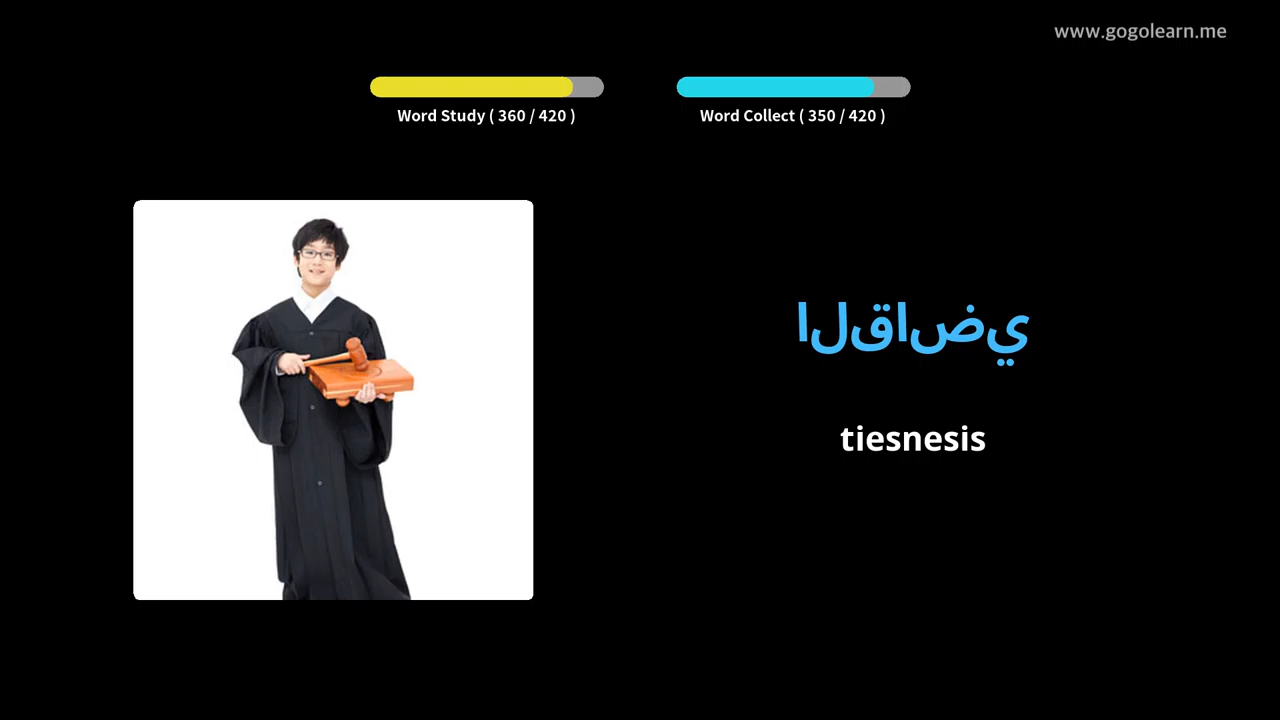 www.gogolearn.me
Word Study ( 360 / 420 )
Word Collect ( 350 / 420 )
القاضي
tiesnesis